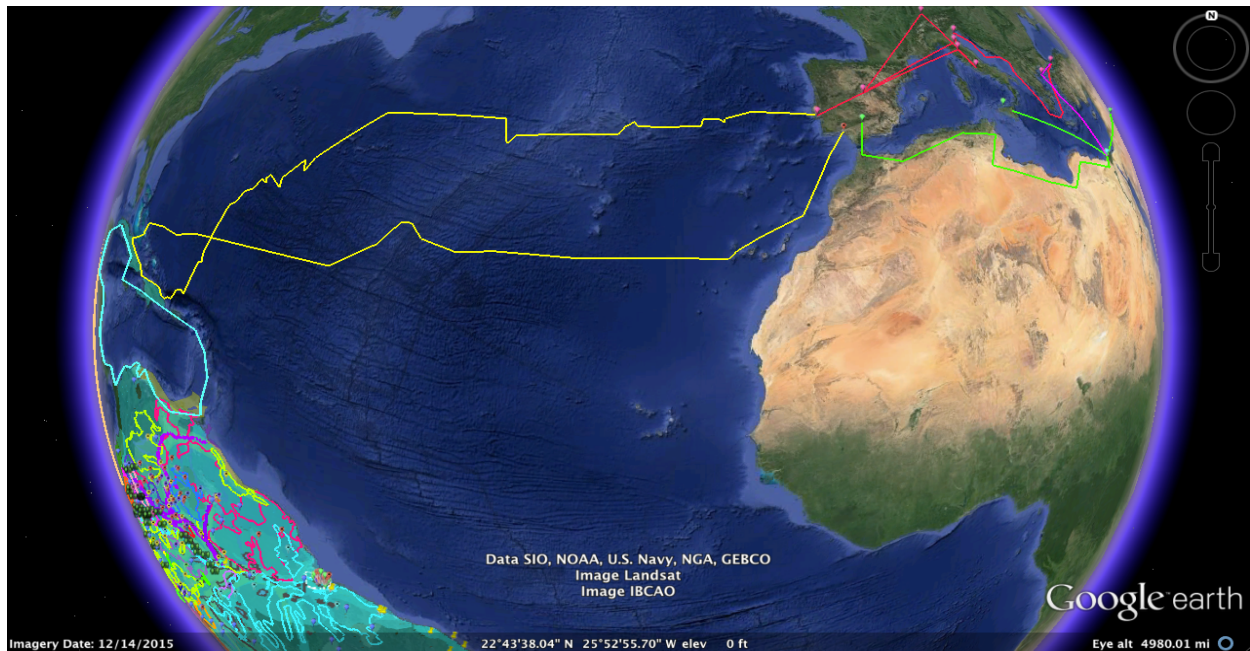 N
Data SIO, NOAA, U.S. Navy, NGA, GEBCO
Image Landsat
Image IBCAO
Google earth
Imagery Date: 12/14/2015
22°43'38.04" N 25°52'55.70" W elev 0 ft
Eye alt 4980.01 mi